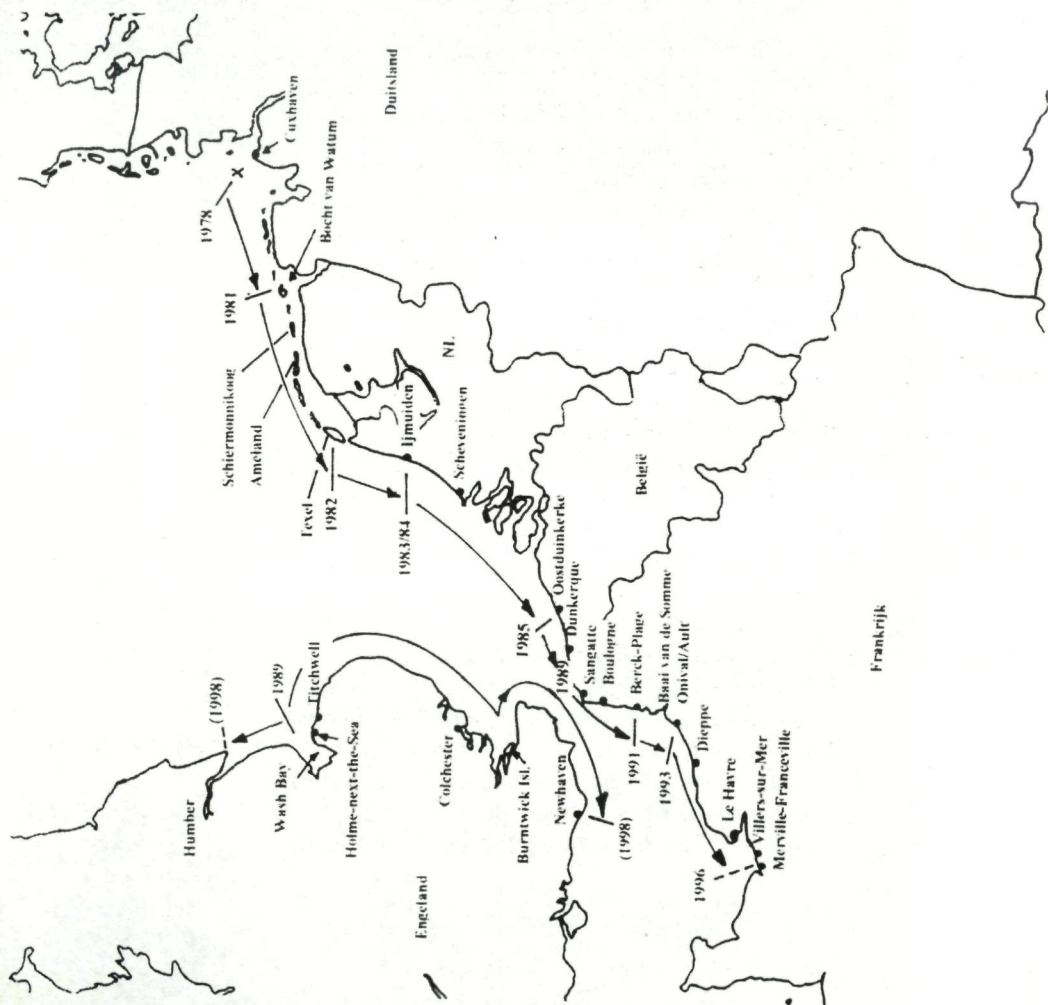 Humber
(1998)
1989
Titchwell
Wash Bay
Holme-next-the-Sea
Colchester
Burntwick Isl.
Newhaven
(1998)
Engeland
1978
Cuxhaven
Duitsland
1981
Bocht van Watum
Schiermonnikoog
Ameland
Texel
1982
1983/84
Ijmuiden
NL
Scheveningen
België
1985
1989
Oostduinkerke
Dunkerque
Sangatte
Boulogne
Berck-Plage
Baai van de Somme
Onival/Ault
Dieppe
1991
1993
1996
Le Havre
Villers-sur-Mer
Merville-Franceville
Frankrijk